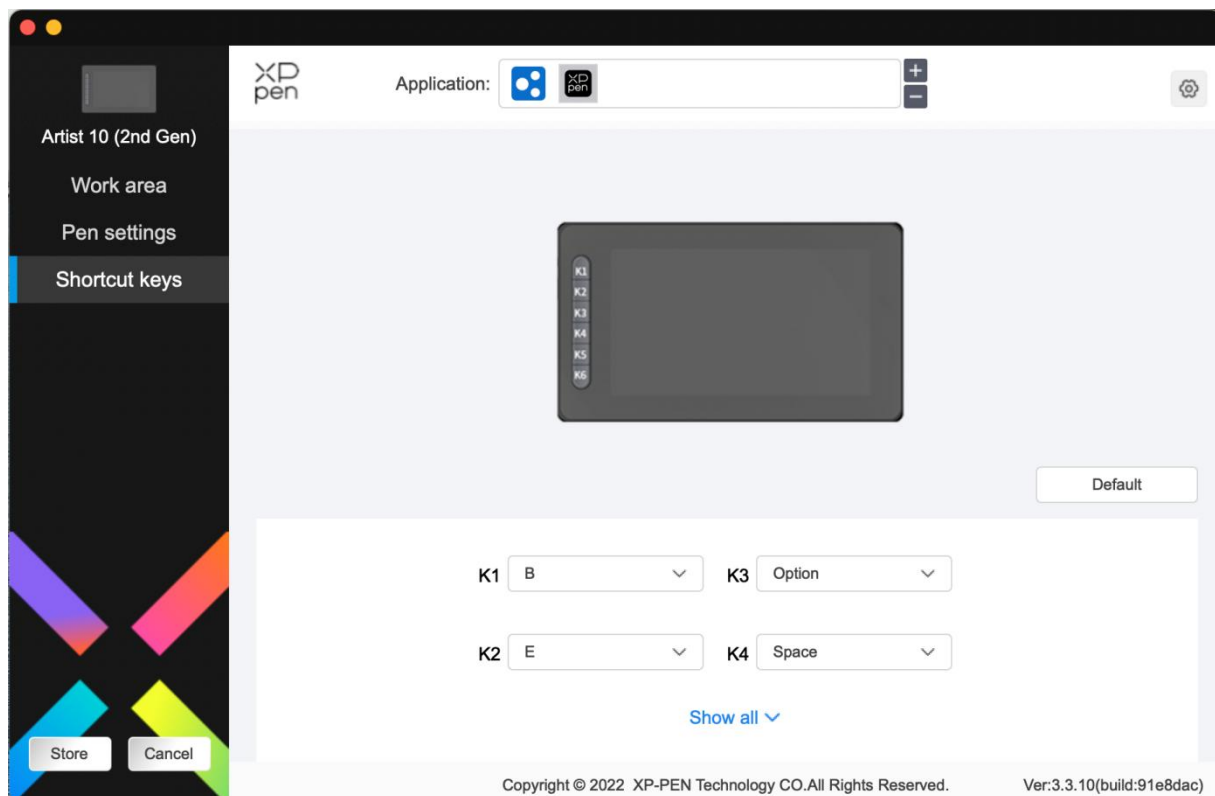 XP
pen
Application:
XP
pen
+
−
Artist 10 (2nd Gen)
Work area
Pen settings
Shortcut keys
K1
K2
K3
K4
K5
K6
Default
K1 B K3 Option
K2 E K4 Space
Show all
Store Cancel
Copyright © 2022 XP-PEN Technology CO.All Rights Reserved. Ver:3.3.10(build:91e8dac)